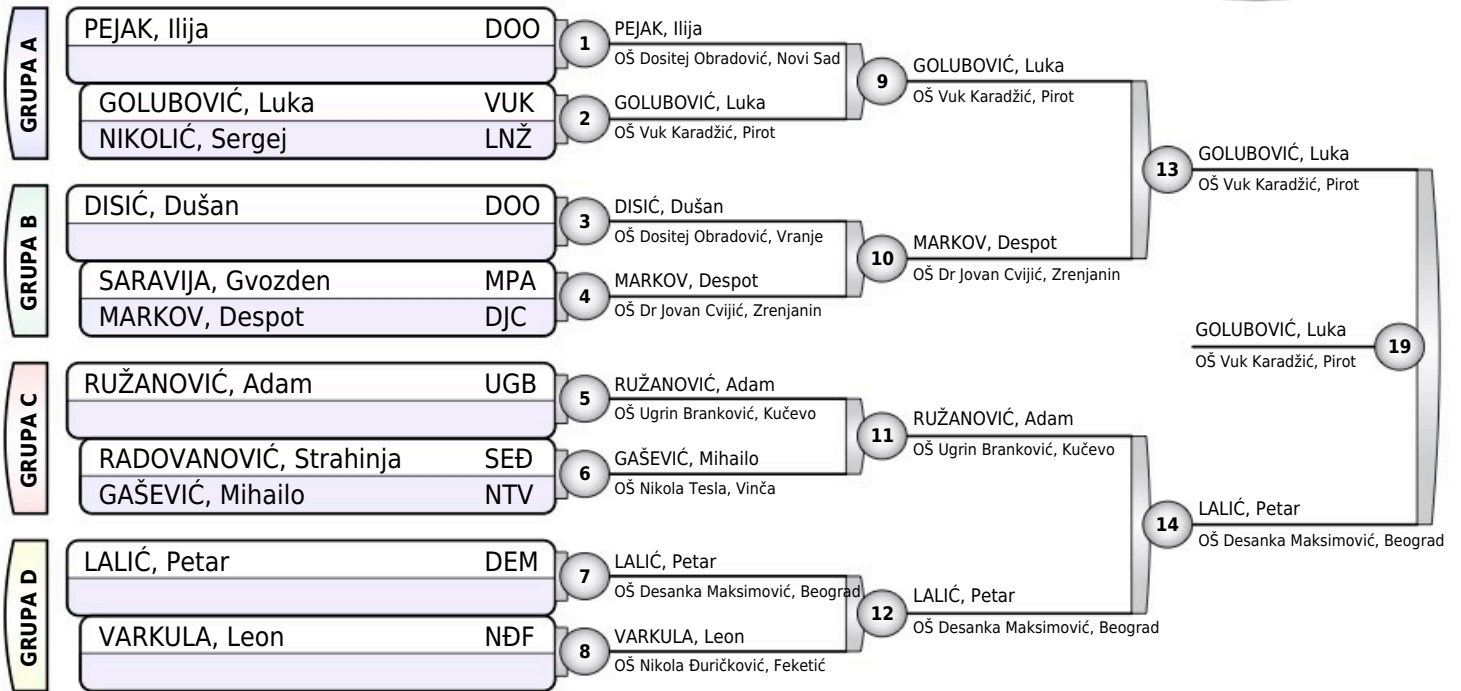 GRUPA A
PEJAK, Ilija DOO
GOLUBOVIĆ, Luka VUK
NIKOLIĆ, Sergej LNŽ
GRUPA B
DISIĆ, Dušan DOO
SARAVIJA, Gvozden MPA
MARKOV, Despot DJC
GRUPA C
RUŽANOVIĆ, Adam UGB
RADOVANOVIĆ, Strahinja SEĐ
GAŠEVIĆ, Mihailo NTV
GRUPA D
LALIĆ, Petar DEM
VARKULA, Leon NĐF
1
PEJAK, Ilija
OŠ Dositej Obradović, Novi Sad
2
GOLUBOVIĆ, Luka
OŠ Vuk Karadžić, Pirot
3
DISIĆ, Dušan
OŠ Dositej Obradović, Vranje
4
MARKOV, Despot
OŠ Dr Jovan Cvijić, Zrenjanin
5
RUŽANOVIĆ, Adam
OŠ Ugrin Branković, Kučevo
6
GAŠEVIĆ, Mihailo
OŠ Nikola Tesla, Vinča
7
LALIĆ, Petar
OŠ Desanka Maksimović, Beograd
8
VARKULA, Leon
OŠ Nikola Đuričković, Feketić
9
GOLUBOVIĆ, Luka
OŠ Vuk Karadžić, Pirot
10
MARKOV, Despot
OŠ Dr Jovan Cvijić, Zrenjanin
11
RUŽANOVIĆ, Adam
OŠ Ugrin Branković, Kučevo
12
LALIĆ, Petar
OŠ Desanka Maksimović, Beograd
13
GOLUBOVIĆ, Luka
OŠ Vuk Karadžić, Pirot
14
LALIĆ, Petar
OŠ Desanka Maksimović, Beograd
GOLUBOVIĆ, Luka
OŠ Vuk Karadžić, Pirot
19